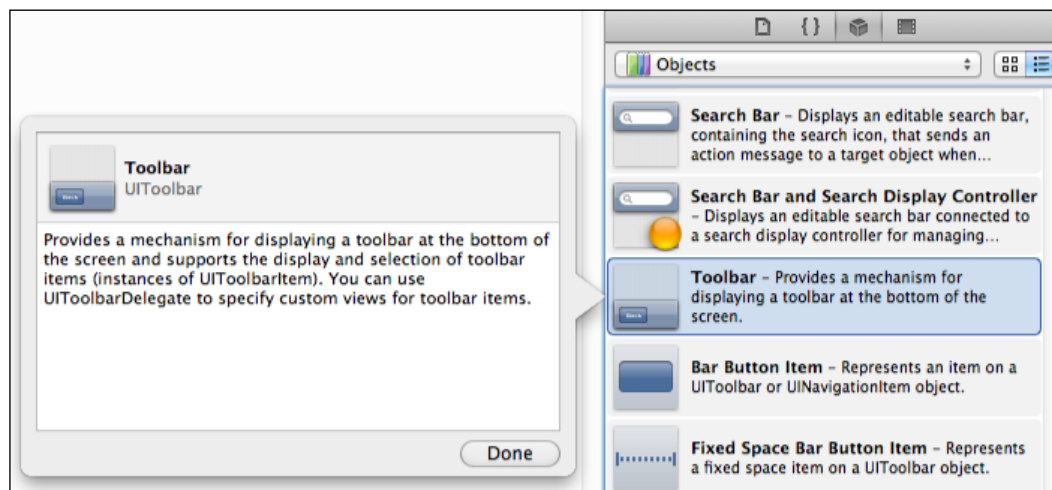 Toolbar
UIToolbar
Provides a mechanism for displaying a toolbar at the bottom of
the screen and supports the display and selection of toolbar
items (instances of UIToolbarItem). You can use
UIToolbarDelegate to specify custom views for toolbar items.
Done
{ }
Objects
Search Bar – Displays an editable search bar,
containing the search icon, that sends an
action message to a target object when...
Search Bar and Search Display Controller
– Displays an editable search bar connected to
a search display controller for managing...
Toolbar – Provides a mechanism for
displaying a toolbar at the bottom of the
screen.
Bar Button Item – Represents an item on a
UIToolbar or UINavigationItem object.
Fixed Space Bar Button Item – Represents
a fixed space item on a UIToolbar object.